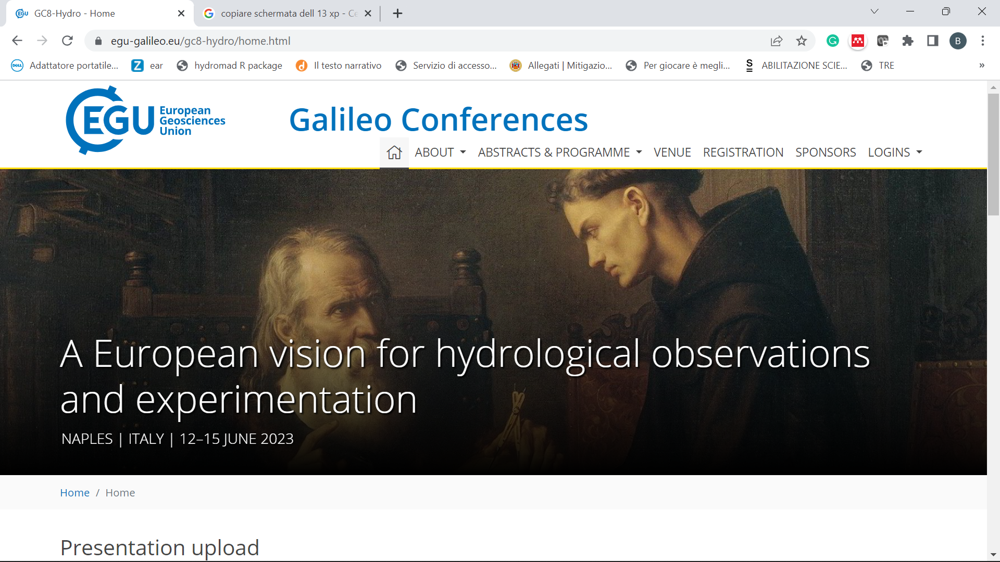 GC8-Hydro - Home
copiare schermata dell 13 xp - Ce
egu-galileo.eu/gc8-hydro/home.html
B
DELL Adattatore portatile...
Z ear
hydromad R package
d Il testo narrativo
Servizio di accesso...
Allegati | Mitigazio...
Per giocare è megli...
S ABILITAZIONE SCIE...
TRE
»
EGU European
Geosciences
Union
Galileo Conferences
ABOUT
ABSTRACTS & PROGRAMME
VENUE
REGISTRATION
SPONSORS
LOGINS
A European vision for hydrological observations
and experimentation
NAPLES | ITALY | 12–15 JUNE 2023
Home / Home
Presentation upload